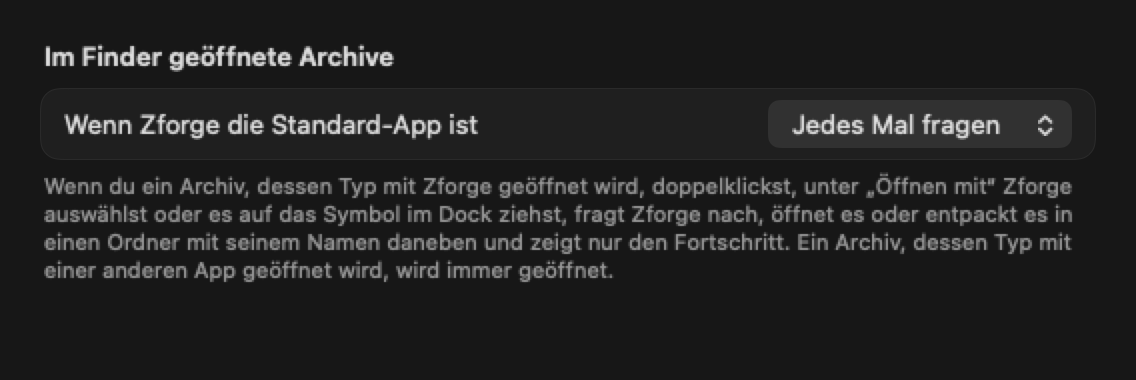 Im Finder geöffnete Archive
Wenn Zforge die Standard-App ist
Jedes Mal fragen
Wenn du ein Archiv, dessen Typ mit Zforge geöffnet wird, doppelklickst, unter „Öffnen mit“ Zforge
auswählst oder es auf das Symbol im Dock ziehst, fragt Zforge nach, öffnet es oder entpackt es in
einen Ordner mit seinem Namen daneben und zeigt nur den Fortschritt. Ein Archiv, dessen Typ mit
einer anderen App geöffnet wird, wird immer geöffnet.